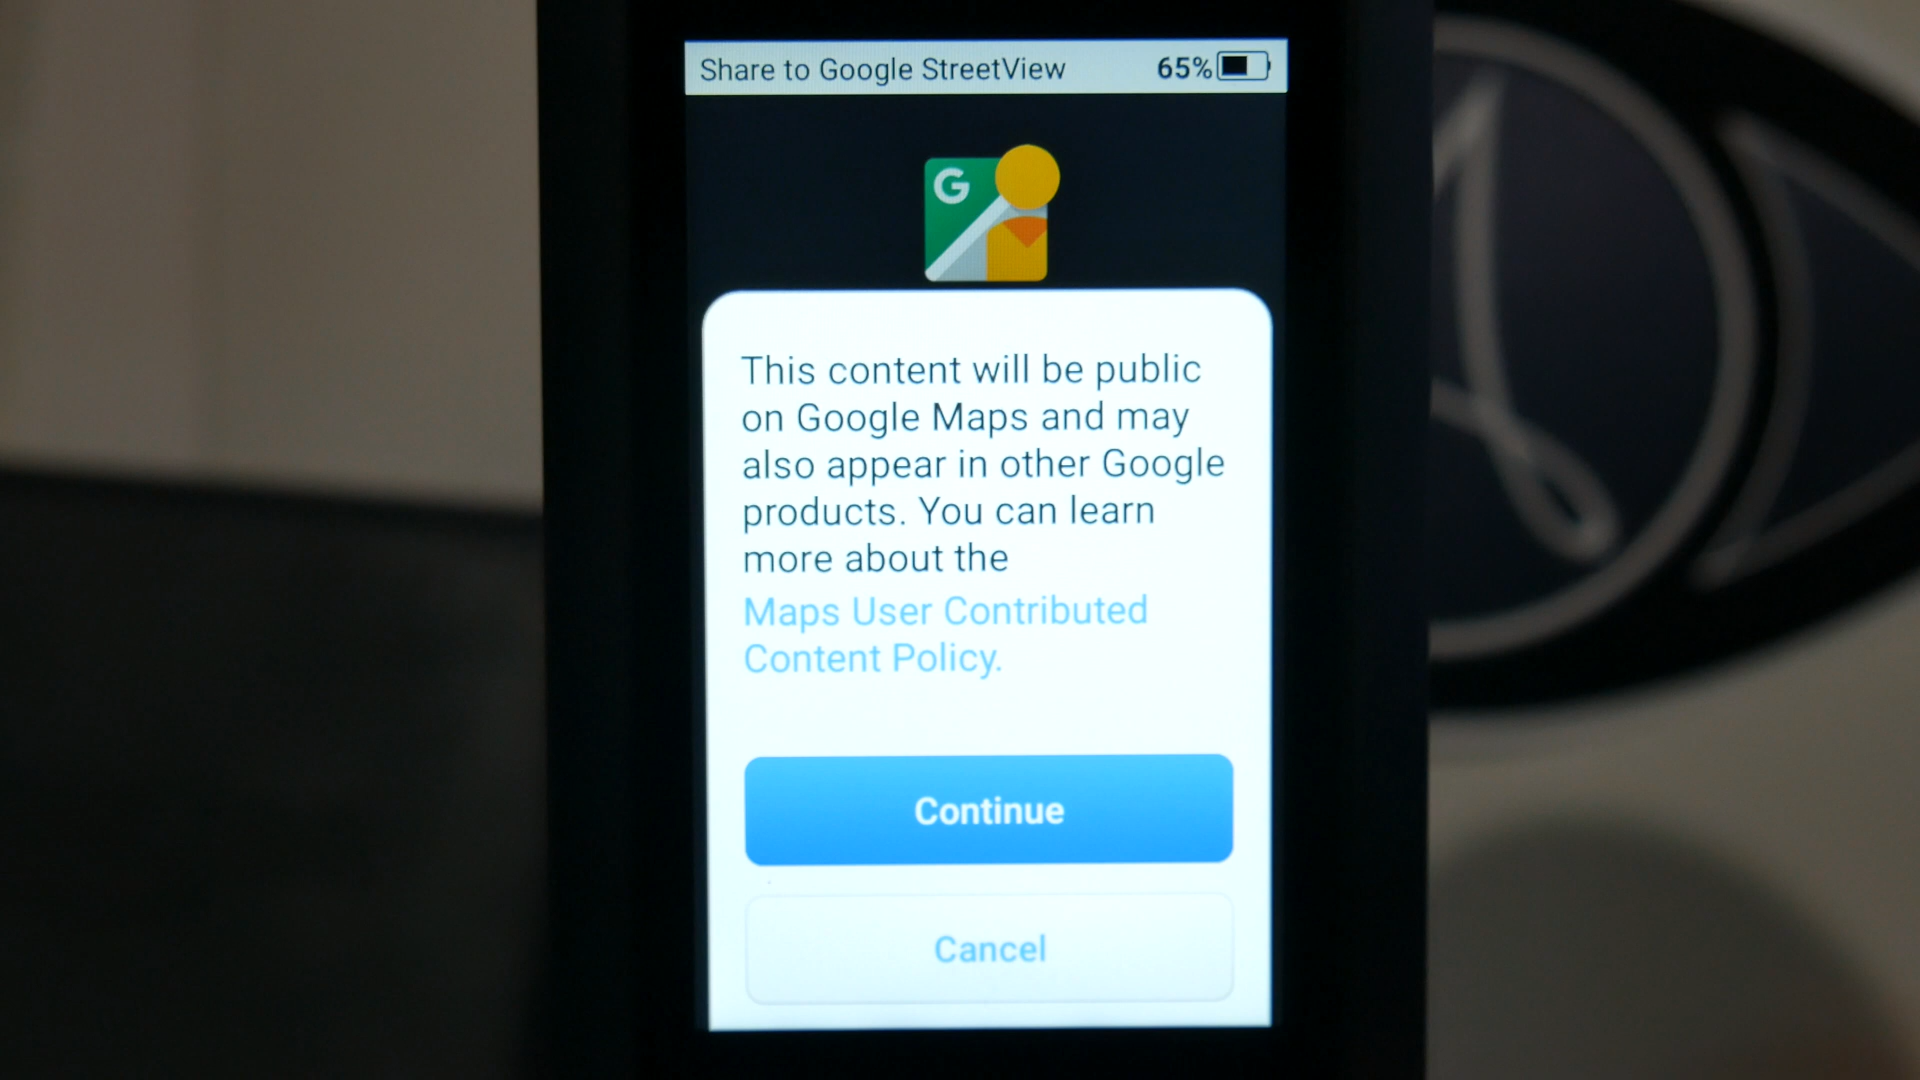 Share to Google StreetView 65%
G
This content will be public
on Google Maps and may
also appear in other Google
products. You can learn
more about the
Maps User Contributed
Content Policy.
Continue
Cancel